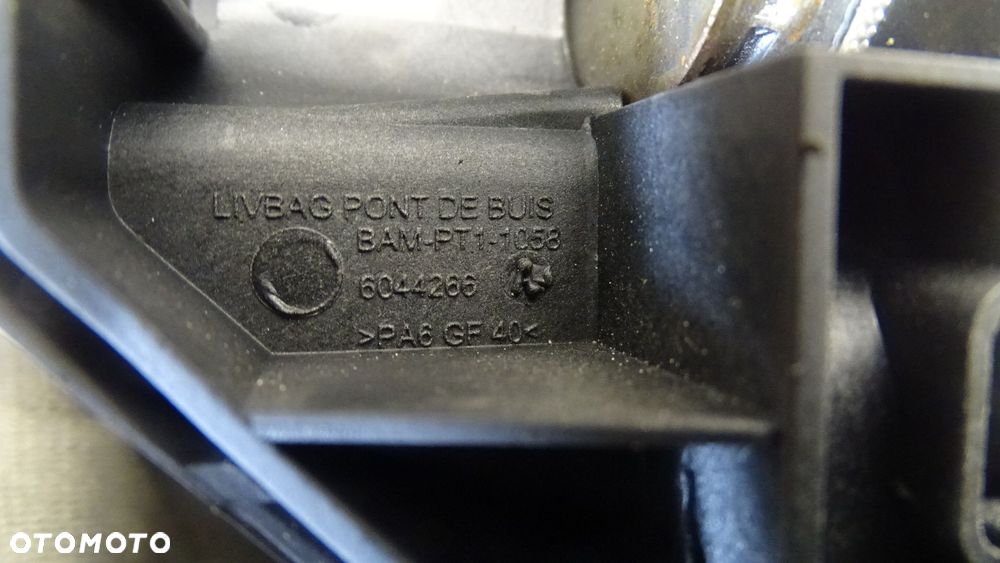 LIVBAG PONT DE BUIS
BAM-PT1-1058
6044266
>PA6 GF 40<
OTOMOTO